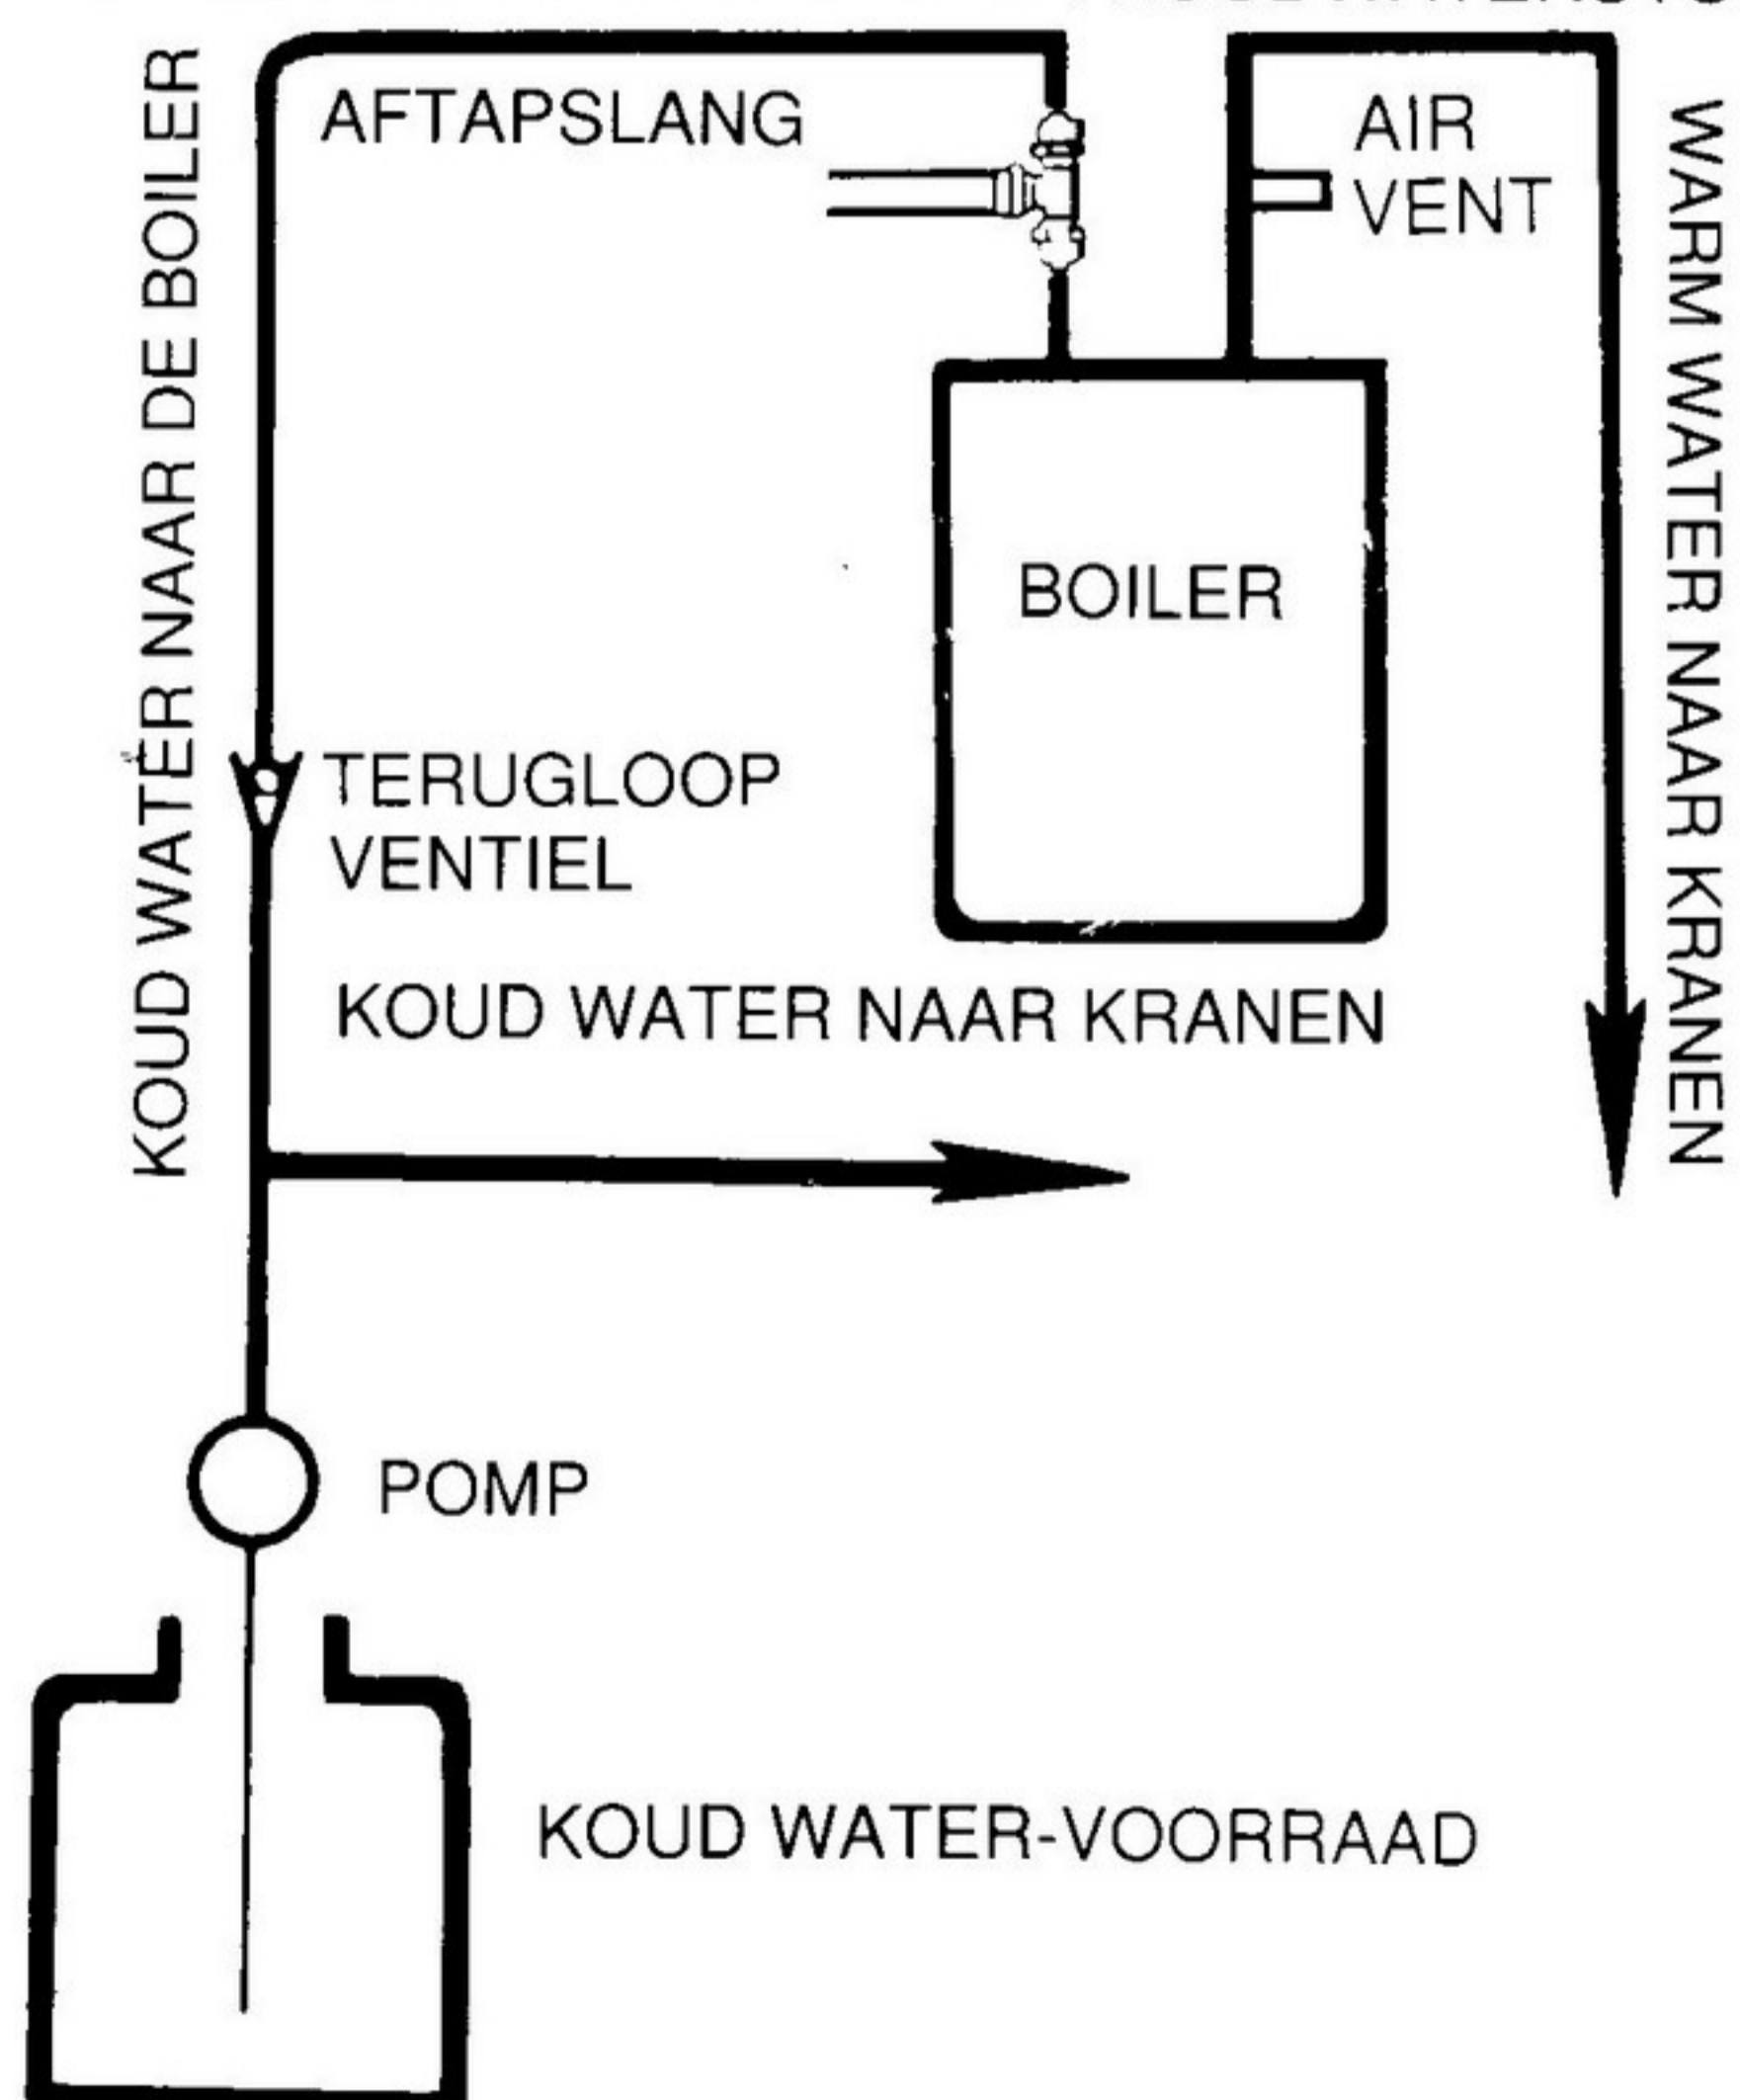 AFTAPSLANG
AIR
VENT
KOUD WATER NAAR DE BOILER
WARM WATER NAAR KRANEN
BOILER
TERUGLOOP
VENTIEL
KOUD WATER NAAR KRANEN
POMP
KOUD WATER-VOORRAAD